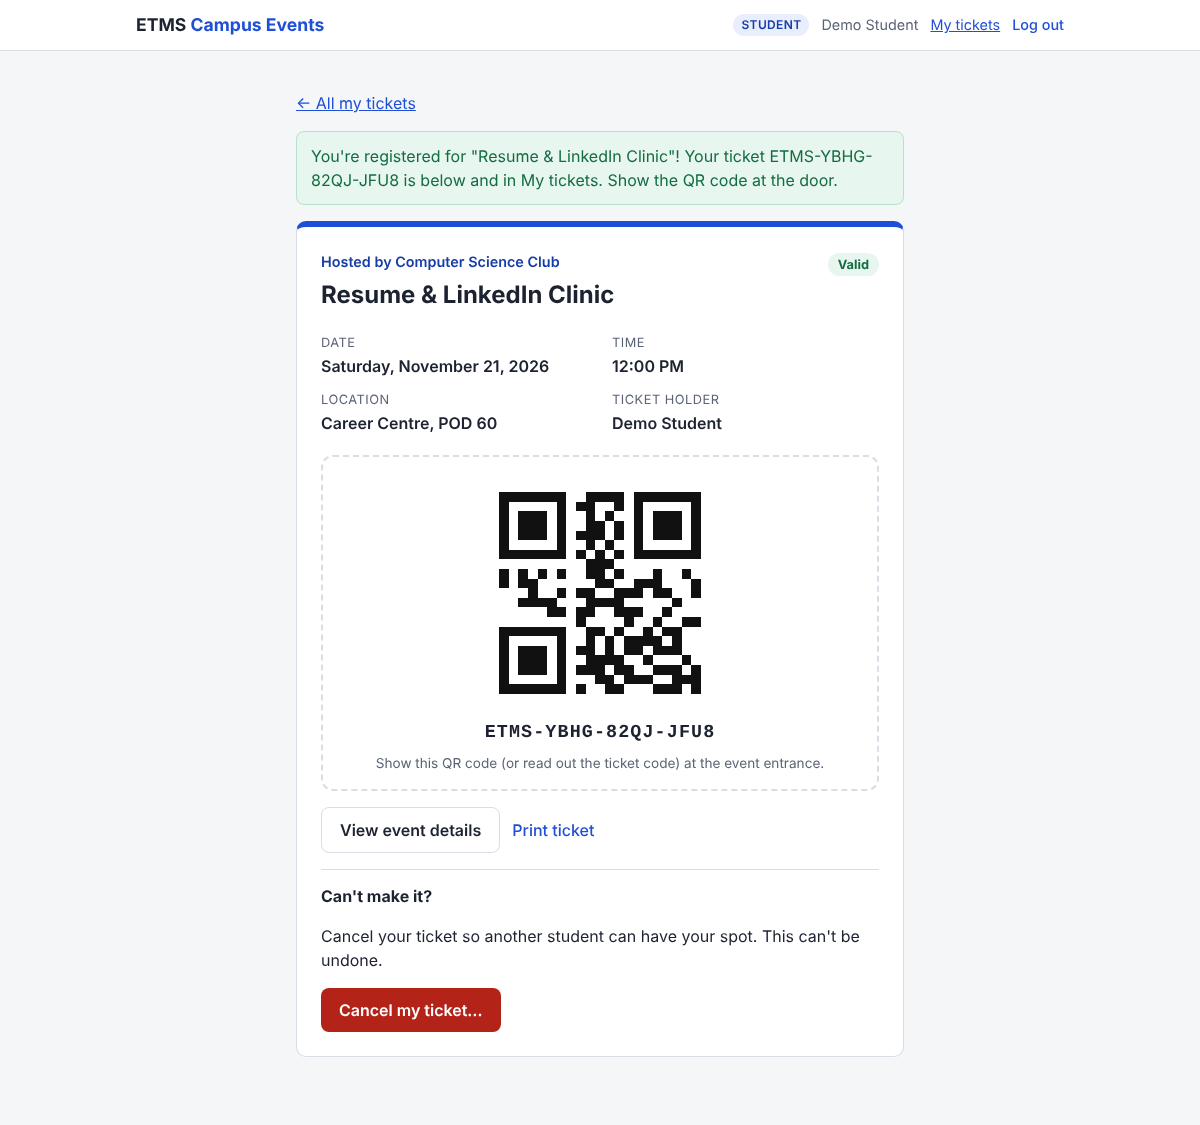 ETMS Campus Events
STUDENT Demo Student My tickets Log out
← All my tickets
You're registered for "Resume & LinkedIn Clinic"! Your ticket ETMS-YBHG-
82QJ-JFU8 is below and in My tickets. Show the QR code at the door.
Hosted by Computer Science Club
Valid
Resume & LinkedIn Clinic
DATE
Saturday, November 21, 2026
TIME
12:00 PM
LOCATION
Career Centre, POD 60
TICKET HOLDER
Demo Student
ETMS-YBHG-82QJ-JFU8
Show this QR code (or read out the ticket code) at the event entrance.
View event details
Print ticket
Can't make it?
Cancel your ticket so another student can have your spot. This can't be
undone.
Cancel my ticket...